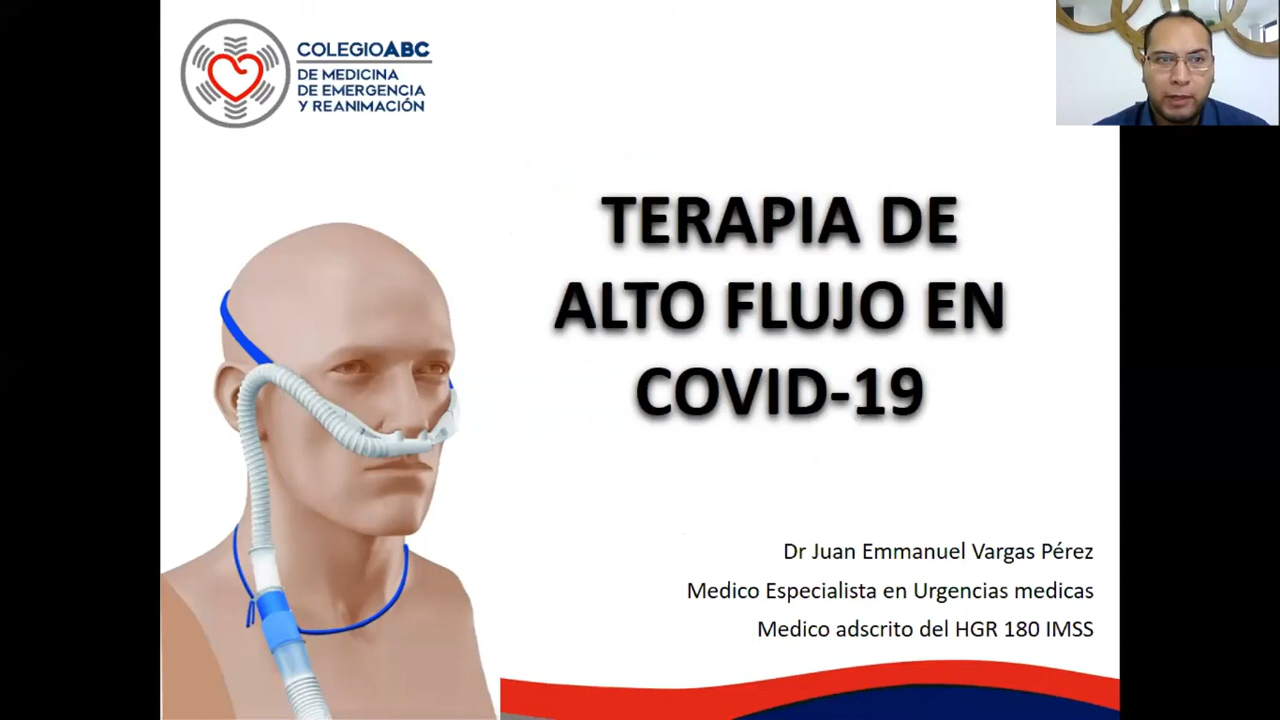 COLEGIOABC
DE MEDICINA
DE EMERGENCIA
Y REANIMACIÓN
TERAPIA DE
ALTO FLUJO EN
COVID-19
Dr Juan Emmanuel Vargas Pérez
Medico Especialista en Urgencias medicas
Medico adscrito del HGR 180 IMSS